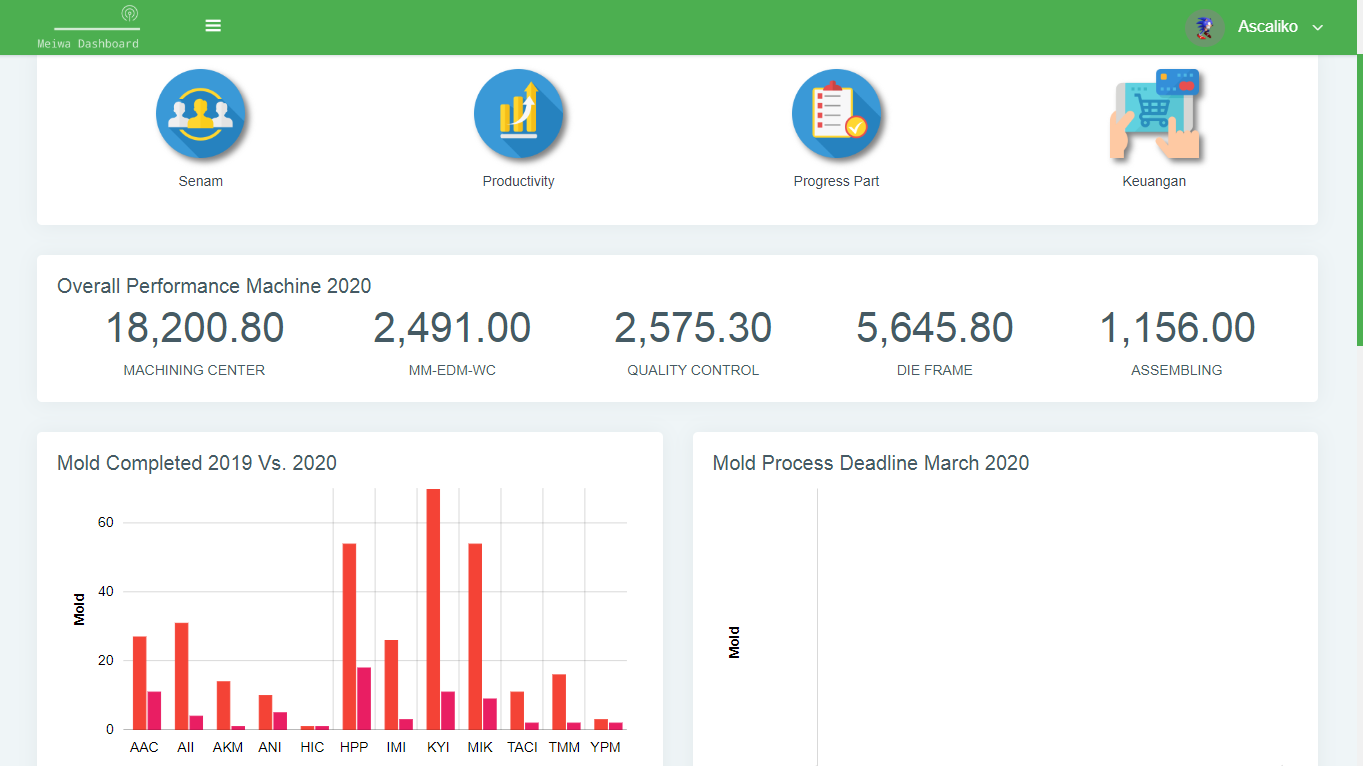 Meiwa Dashboard
Ascaliko
Senam
Productivity
Progress Part
Keuangan
Overall Performance Machine 2020
18,200.80
2,491.00
2,575.30
5,645.80
1,156.00
MACHINING CENTER
MM-EDM-WC
QUALITY CONTROL
DIE FRAME
ASSEMBLING
Mold Completed 2019 Vs. 2020
60
40
20
0
Mold
AAC
AII
AKM
ANI
HIC
HPP
IMI
KYI
MIK
TACI
TMM
YPM
Mold Process Deadline March 2020
Mold